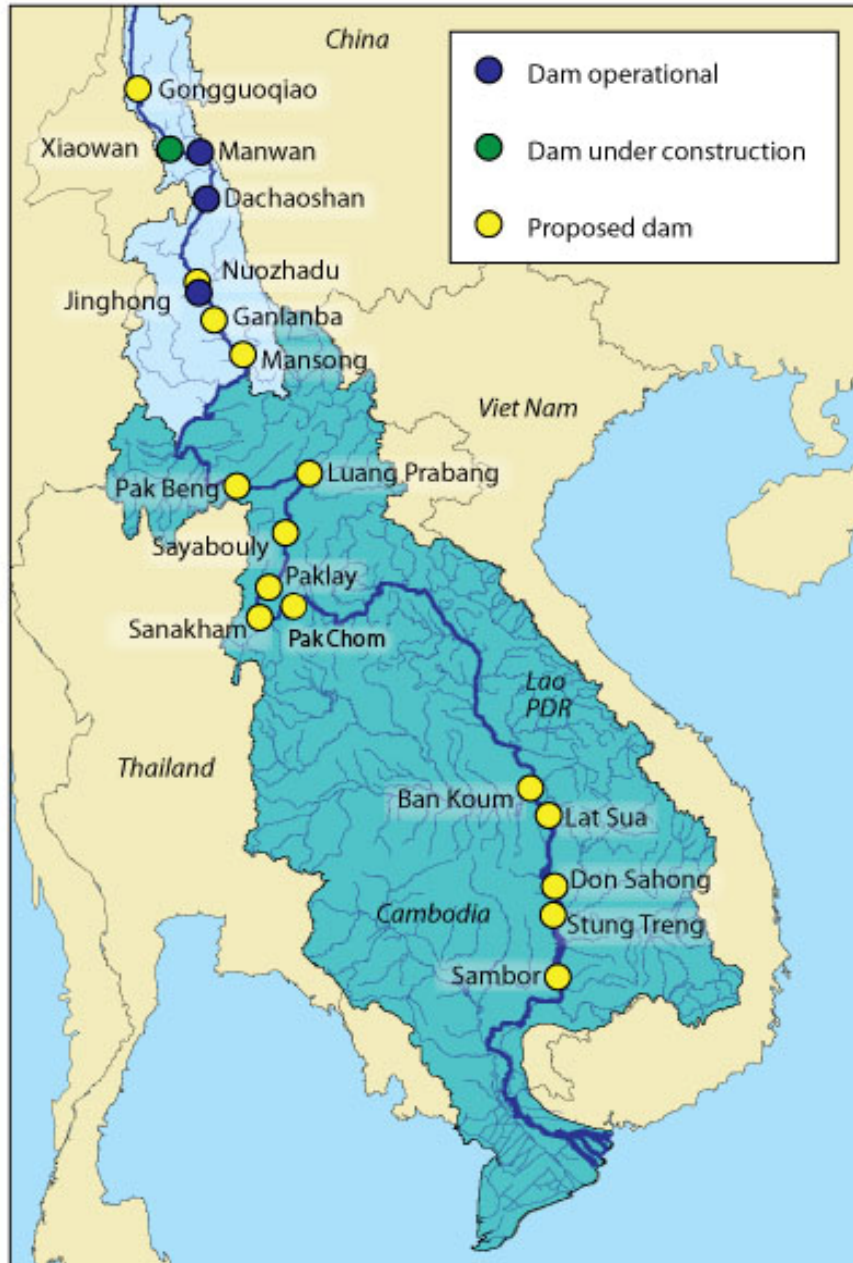 China
Dam operational
Dam under construction
Proposed dam
Gongguoqiao
Xiaowan
Manwan
Dachaoshan
Nuozhadu
Jinghong
Ganlanba
Mansong
Viet Nam
Luang Prabang
Pak Beng
Sayabouly
Paklay
Sanakham
Pak Chom
Lao
PDR
Thailand
Ban Koum
Lat Sua
Don Sahong
Cambodia
Stung Treng
Sambor